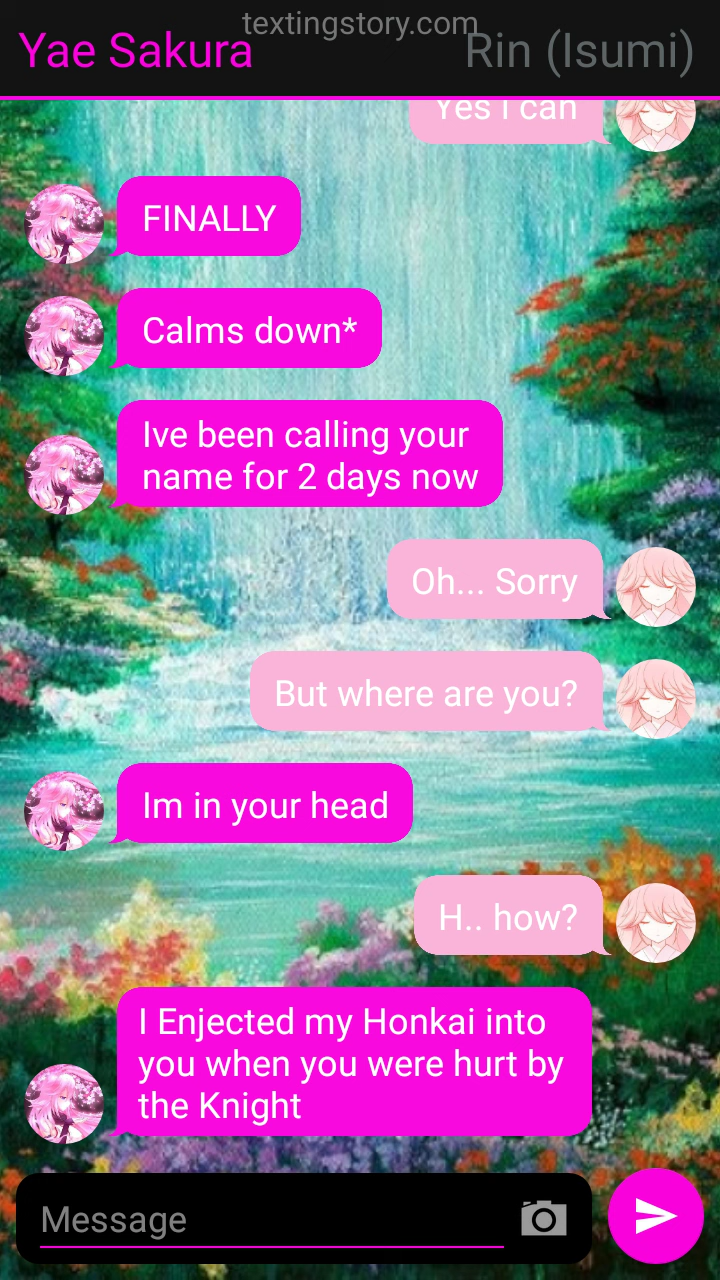 textingstory.com
Yae Sakura
Rin (Isumi)
Yes I can
FINALLY
Calms down*
Ive been calling your
name for 2 days now
Oh... Sorry
But where are you?
Im in your head
H.. how?
I Enjected my Honkai into
you when you were hurt by
the Knight
Message